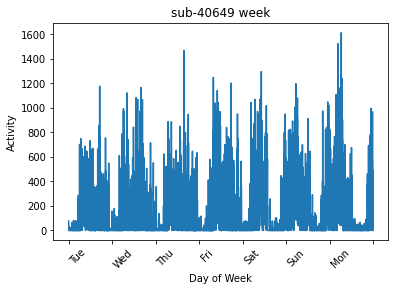 sub-40649 week
1600
1400
1200
1000
800
600
400
200
0
Activity
Tue
Wed
Thu
Fri
Sat
Sun
Mon
Day of Week